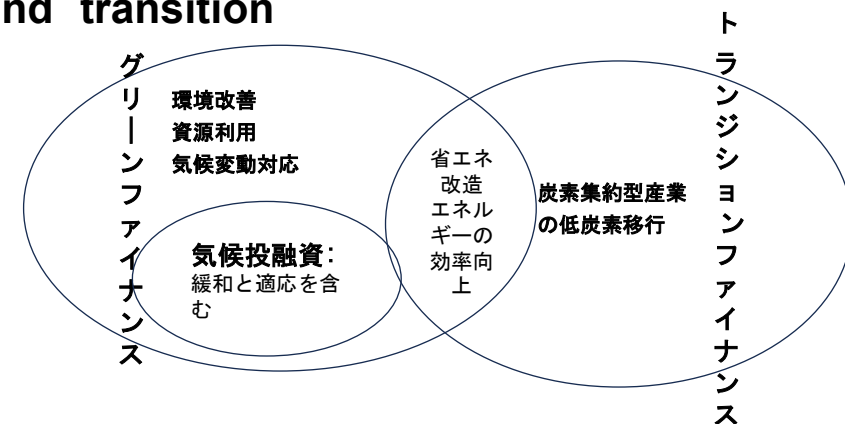 nd transition
グリーンファイナンス
環境改善
資源利用
気候変動対応
気候投融資：
緩和と適応を含
む
省エネ
改造
エネル
ギーの
効率向
上
炭素集約型産業
の低炭素移行
トランジションファイナンス